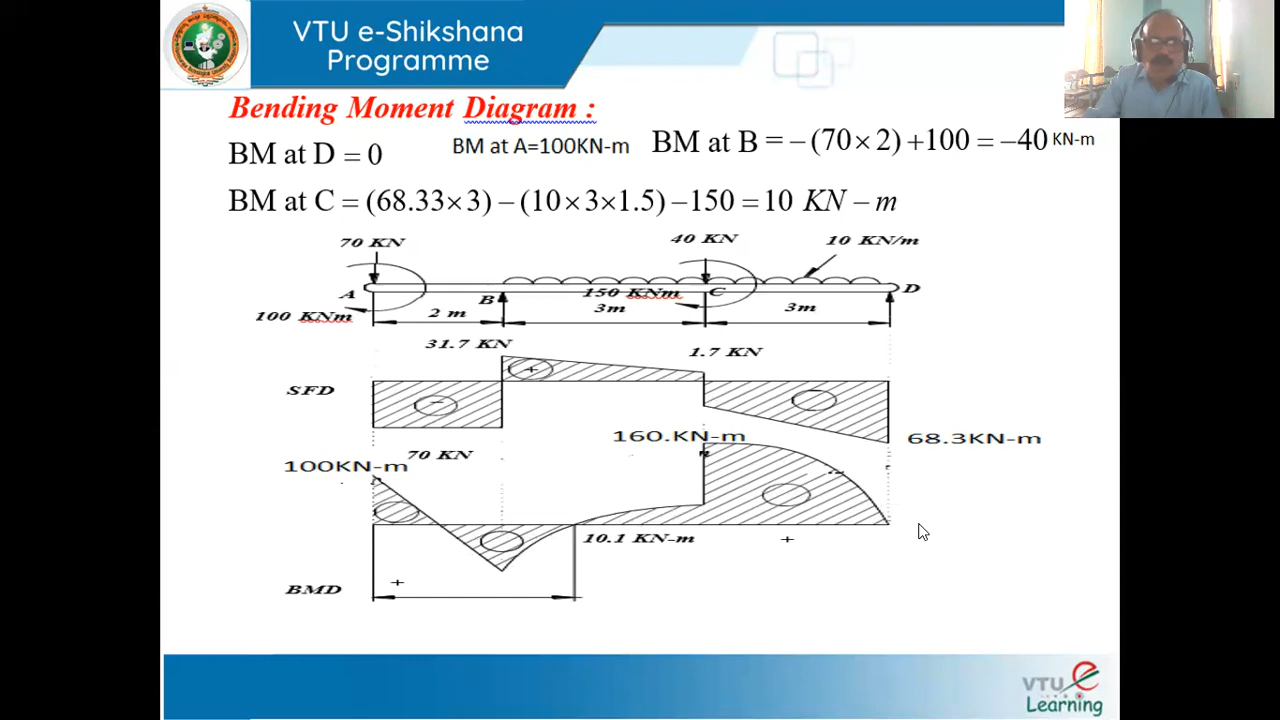 VTU e-Shikshana
Programme
Bending Moment Diagram :
BM at D = 0
BM at A=100KN-m
BM at B = −(70×2) +100 = −40 KN-m
BM at C = (68.33×3) − (10×3×1.5) −150 = 10 KN − m
70 KN
40 KN
10 KN/m
A
B
150 KNm
C
D
100 KNm
2 m
3m
3m
31.7 KN
1.7 KN
SFD
+
−
160.KN-m
68.3KN-m
70 KN
100KN-m
10.1 KN-m
+
BMD
+
VTU e
Learning